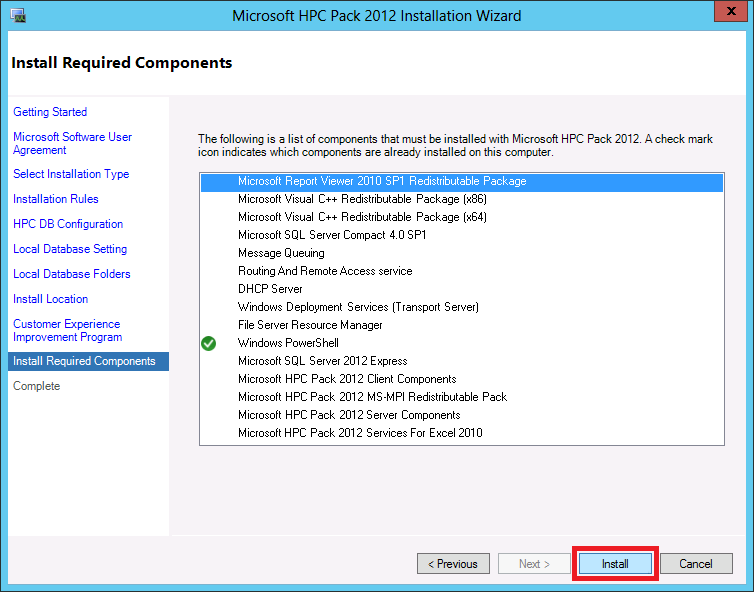 Microsoft HPC Pack 2012 Installation Wizard
x
Install Required Components
Getting Started
Microsoft Software User
Agreement
Select Installation Type
Installation Rules
HPC DB Configuration
Local Database Setting
Local Database Folders
Install Location
Customer Experience
Improvement Program
Install Required Components
Complete
The following is a list of components that must be installed with Microsoft HPC Pack 2012. A check mark
icon indicates which components are already installed on this computer.
Microsoft Report Viewer 2010 SP1 Redistributable Package
Microsoft Visual C++ Redistributable Package (x86)
Microsoft Visual C++ Redistributable Package (x64)
Microsoft SQL Server Compact 4.0 SP1
Message Queuing
Routing And Remote Access service
DHCP Server
Windows Deployment Services (Transport Server)
File Server Resource Manager
Windows PowerShell
Microsoft SQL Server 2012 Express
Microsoft HPC Pack 2012 Client Components
Microsoft HPC Pack 2012 MS-MPI Redistributable Pack
Microsoft HPC Pack 2012 Server Components
Microsoft HPC Pack 2012 Services For Excel 2010
< Previous
Next >
Install
Cancel